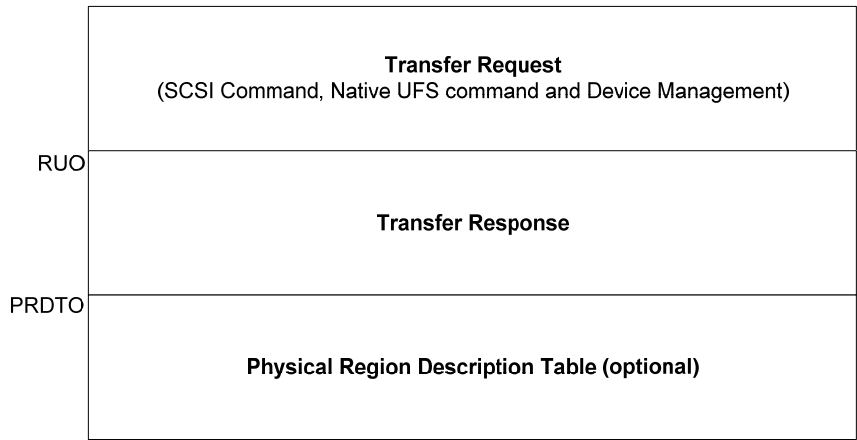 Transfer Request
(SCSI Command, Native UFS command and Device Management)
RUO
Transfer Response
PRDTO
Physical Region Description Table (optional)